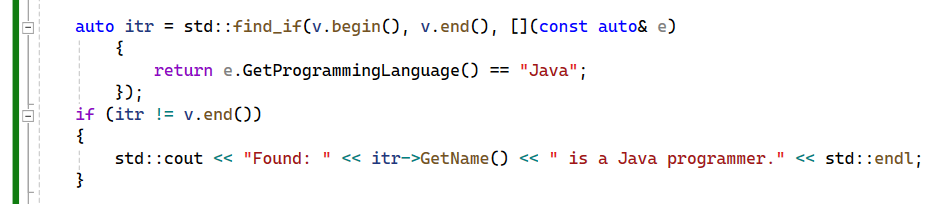 auto itr = std::find_if(v.begin(), v.end(), [](const auto& e)
{
return e.GetProgrammingLanguage() == "Java";
});
if (itr != v.end())
{
std::cout << "Found: " << itr->GetName() << " is a Java programmer." << std::endl;
}